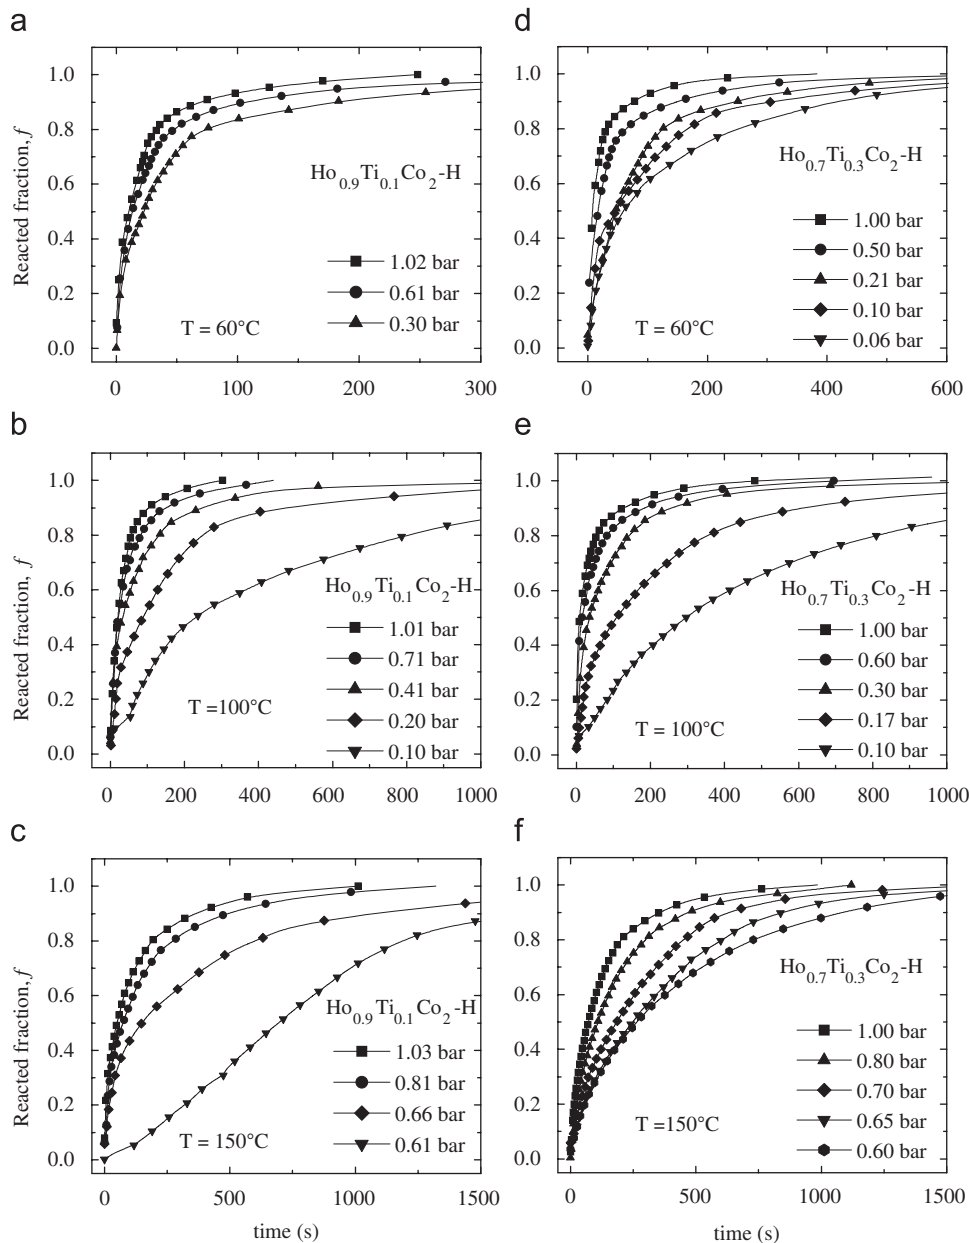 a
1.0
0.8
0.6
0.4
0.2
0.0
Reacted fraction, f
Ho0.9Ti0.1Co2-H
1.02 bar
0.61 bar
0.30 bar
T = 60°C
0 100 200 300
d
1.0
0.8
0.6
0.4
0.2
0.0
Ho0.7Ti0.3Co2-H
1.00 bar
0.50 bar
0.21 bar
0.10 bar
0.06 bar
T = 60°C
0 200 400 600
b
1.0
0.8
0.6
0.4
0.2
0.0
Reacted fraction, f
Ho0.9Ti0.1Co2-H
1.01 bar
0.71 bar
0.41 bar
0.20 bar
0.10 bar
T =100°C
0 200 400 600 800 1000
e
1.0
0.8
0.6
0.4
0.2
0.0
Ho0.7Ti0.3Co2-H
1.00 bar
0.60 bar
0.30 bar
0.17 bar
0.10 bar
T = 100°C
0 200 400 600 800 1000
c
1.0
0.8
0.6
0.4
0.2
0.0
Reacted fraction, f
Ho0.9Ti0.1Co2-H
1.03 bar
0.81 bar
0.66 bar
0.61 bar
T = 150°C
0 500 1000 1500
time (s)
f
1.0
0.8
0.6
0.4
0.2
0.0
Ho0.7Ti0.3Co2-H
1.00 bar
0.80 bar
0.70 bar
0.65 bar
0.60 bar
T =150°C
0 500 1000 1500
time (s)